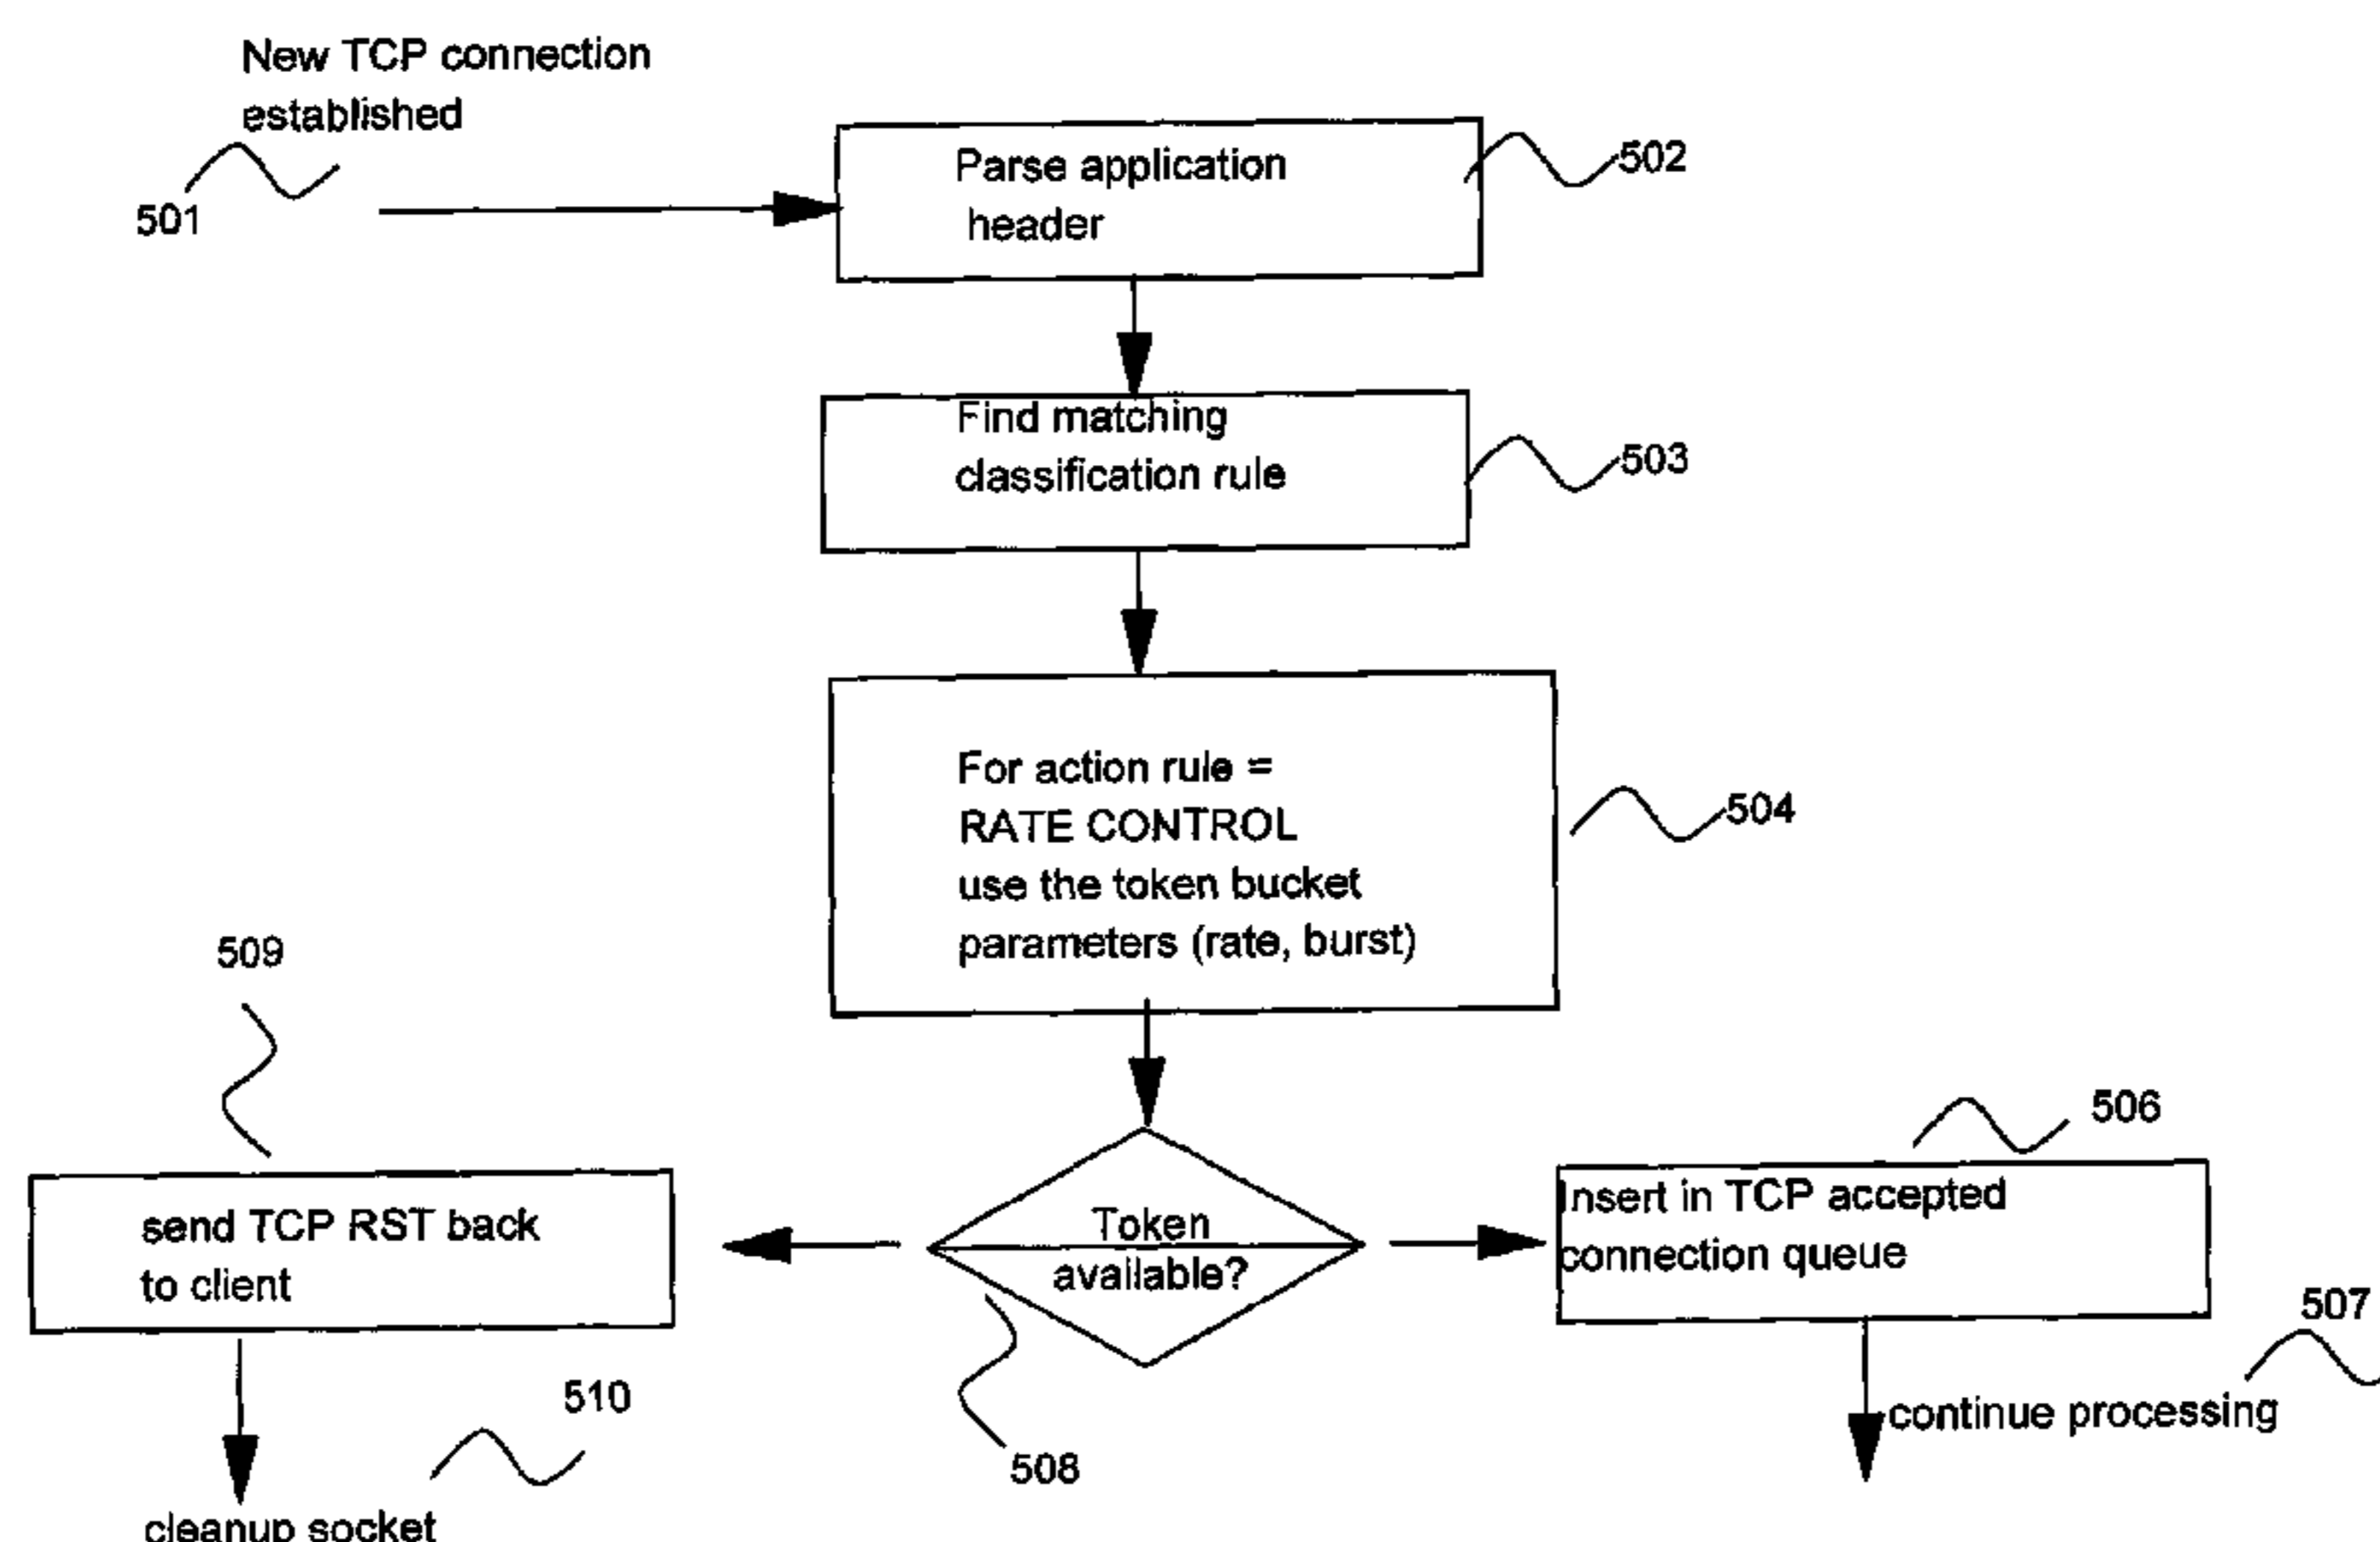 New TCP connection
established
501
Parse application
header
502
Find matching
classification rule
503
For action rule =
RATE CONTROL
use the token bucket
parameters (rate, burst)
504
509
send TCP RST back
to client
Token
available?
508
506
Insert in TCP accepted
connection queue
507
continue processing
510
cleanup socket